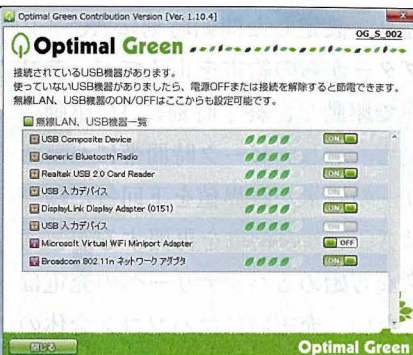 Optimal Green Contribution Version [Ver. 1.10.4]
OG_S_002
Optimal Green
接続されているUSB機器があります。
使っていないUSB機器がありましたら、電源OFFまたは接続を解除すると節電できます。
無線LAN、USB機器のON/OFFはここからも設定可能です。
無線LAN、USB機器一覧
USB Composite Device ON
Generic Bluetooth Radio
Realtek USB 2.0 Card Reader ON
USB 入力デバイス
DisplayLink Display Adapter (0151) ON
USB 入力デバイス
Microsoft Virtual WiFi Miniport Adapter OFF
Broadcom 802.11n ネットワーク アダプタ ON
閉じる
Optimal Green